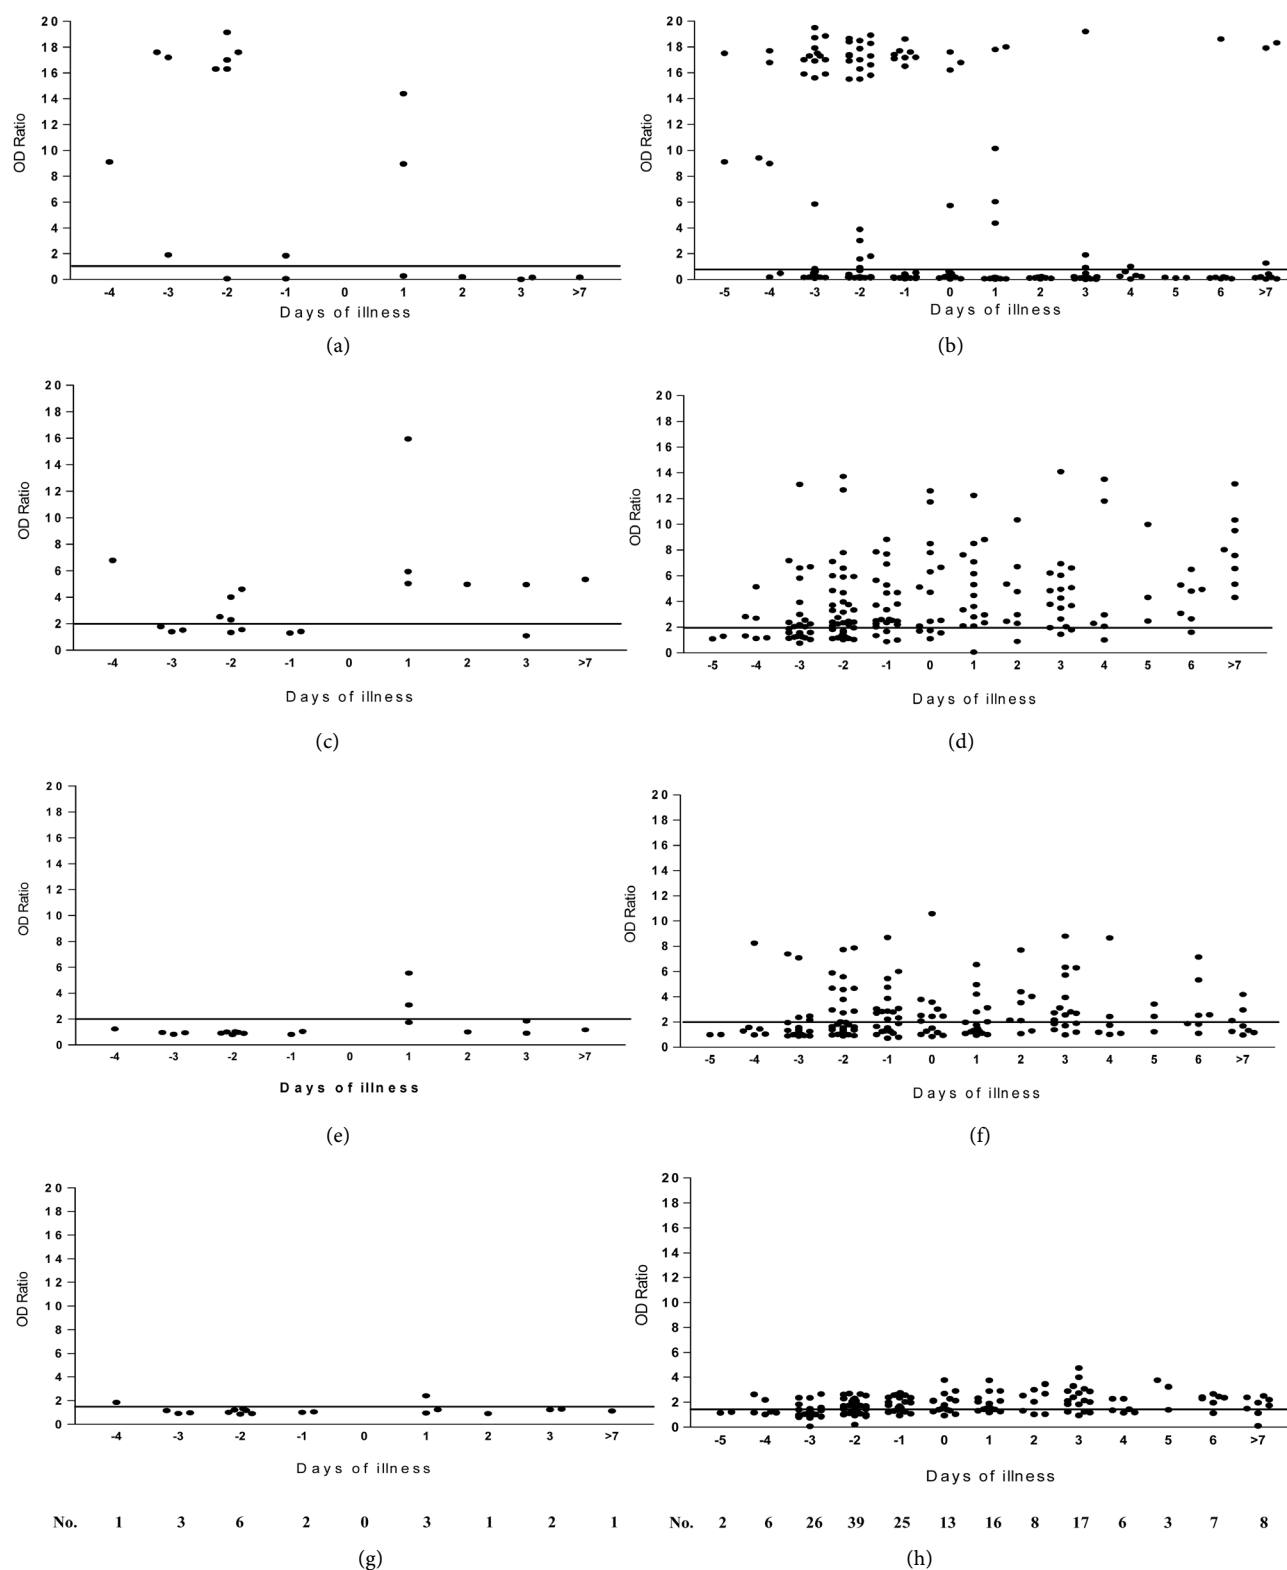 20
18
16
14
12
10
8
6
4
2
0
OD Ratio
-4 -3 -2 -1 0 1 2 3 >7
Days of illness
(a)
20
18
16
14
12
10
8
6
4
2
0
OD Ratio
-5 -4 -3 -2 -1 0 1 2 3 4 5 6 >7
Days of illness
(b)
20
18
16
14
12
10
8
6
4
2
0
OD Ratio
-4 -3 -2 -1 0 1 2 3 >7
Days of illness
(c)
20
18
16
14
12
10
8
6
4
2
0
OD Ratio
-5 -4 -3 -2 -1 0 1 2 3 4 5 6 >7
Days of illness
(d)
20
18
16
14
12
10
8
6
4
2
0
OD Ratio
-4 -3 -2 -1 0 1 2 3 >7
Days of illness
(e)
20
18
16
14
12
10
8
6
4
2
0
OD Ratio
-5 -4 -3 -2 -1 0 1 2 3 4 5 6 >7
Days of illness
(f)
20
18
16
14
12
10
8
6
4
2
0
OD Ratio
-4 -3 -2 -1 0 1 2 3 >7
Days of illness
No. 1 3 6 2 0 3 1 2 1
(g)
20
18
16
14
12
10
8
6
4
2
0
OD Ratio
-5 -4 -3 -2 -1 0 1 2 3 4 5 6 >7
Days of illness
No. 2 6 26 39 25 13 16 8 17 6 3 7 8
(h)